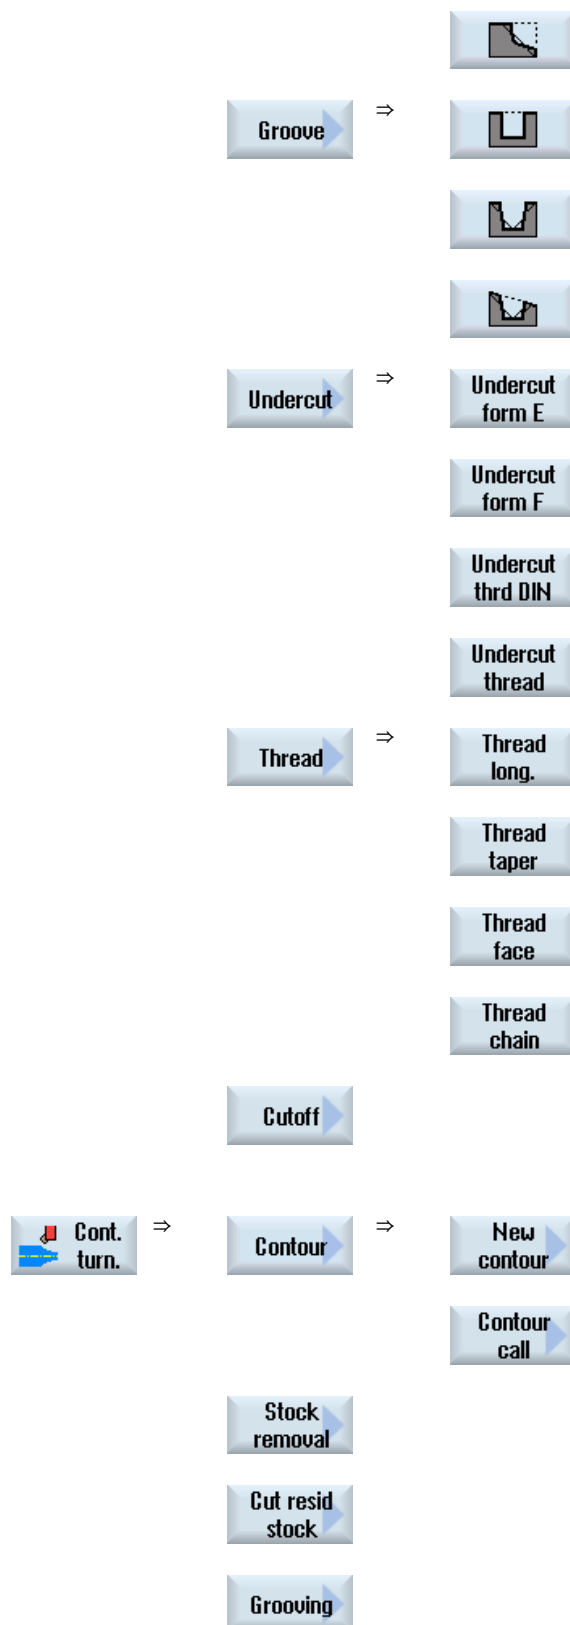 Groove ⇒
Undercut ⇒ Undercut
form E
Undercut
form F
Undercut
thrd DIN
Undercut
thread
Thread ⇒ Thread
long.
Thread
taper
Thread
face
Thread
chain
Cutoff
Cont.
turn.
⇒ Contour ⇒ New
contour
Contour
call
Stock
removal
Cut resid
stock
Grooving